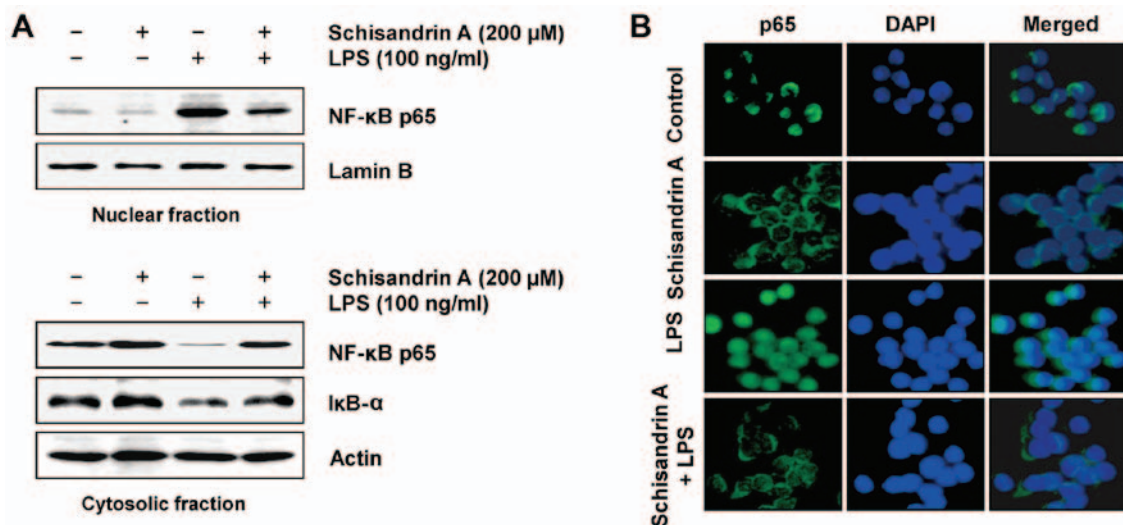 A
– + – + Schisandrin A (200 µM)
– – + + LPS (100 ng/ml)
NF-κB p65
Lamin B
Nuclear fraction
– + – + Schisandrin A (200 µM)
– – + + LPS (100 ng/ml)
NF-κB p65
IκB-α
Actin
Cytosolic fraction
B
p65 DAPI Merged
Control
Schisandrin A
LPS
Schisandrin A
+ LPS